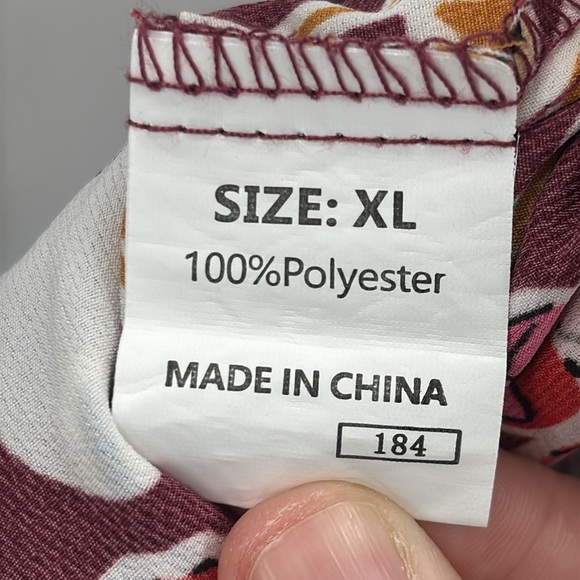 SIZE: XL
100%Polyester
MADE IN CHINA
184